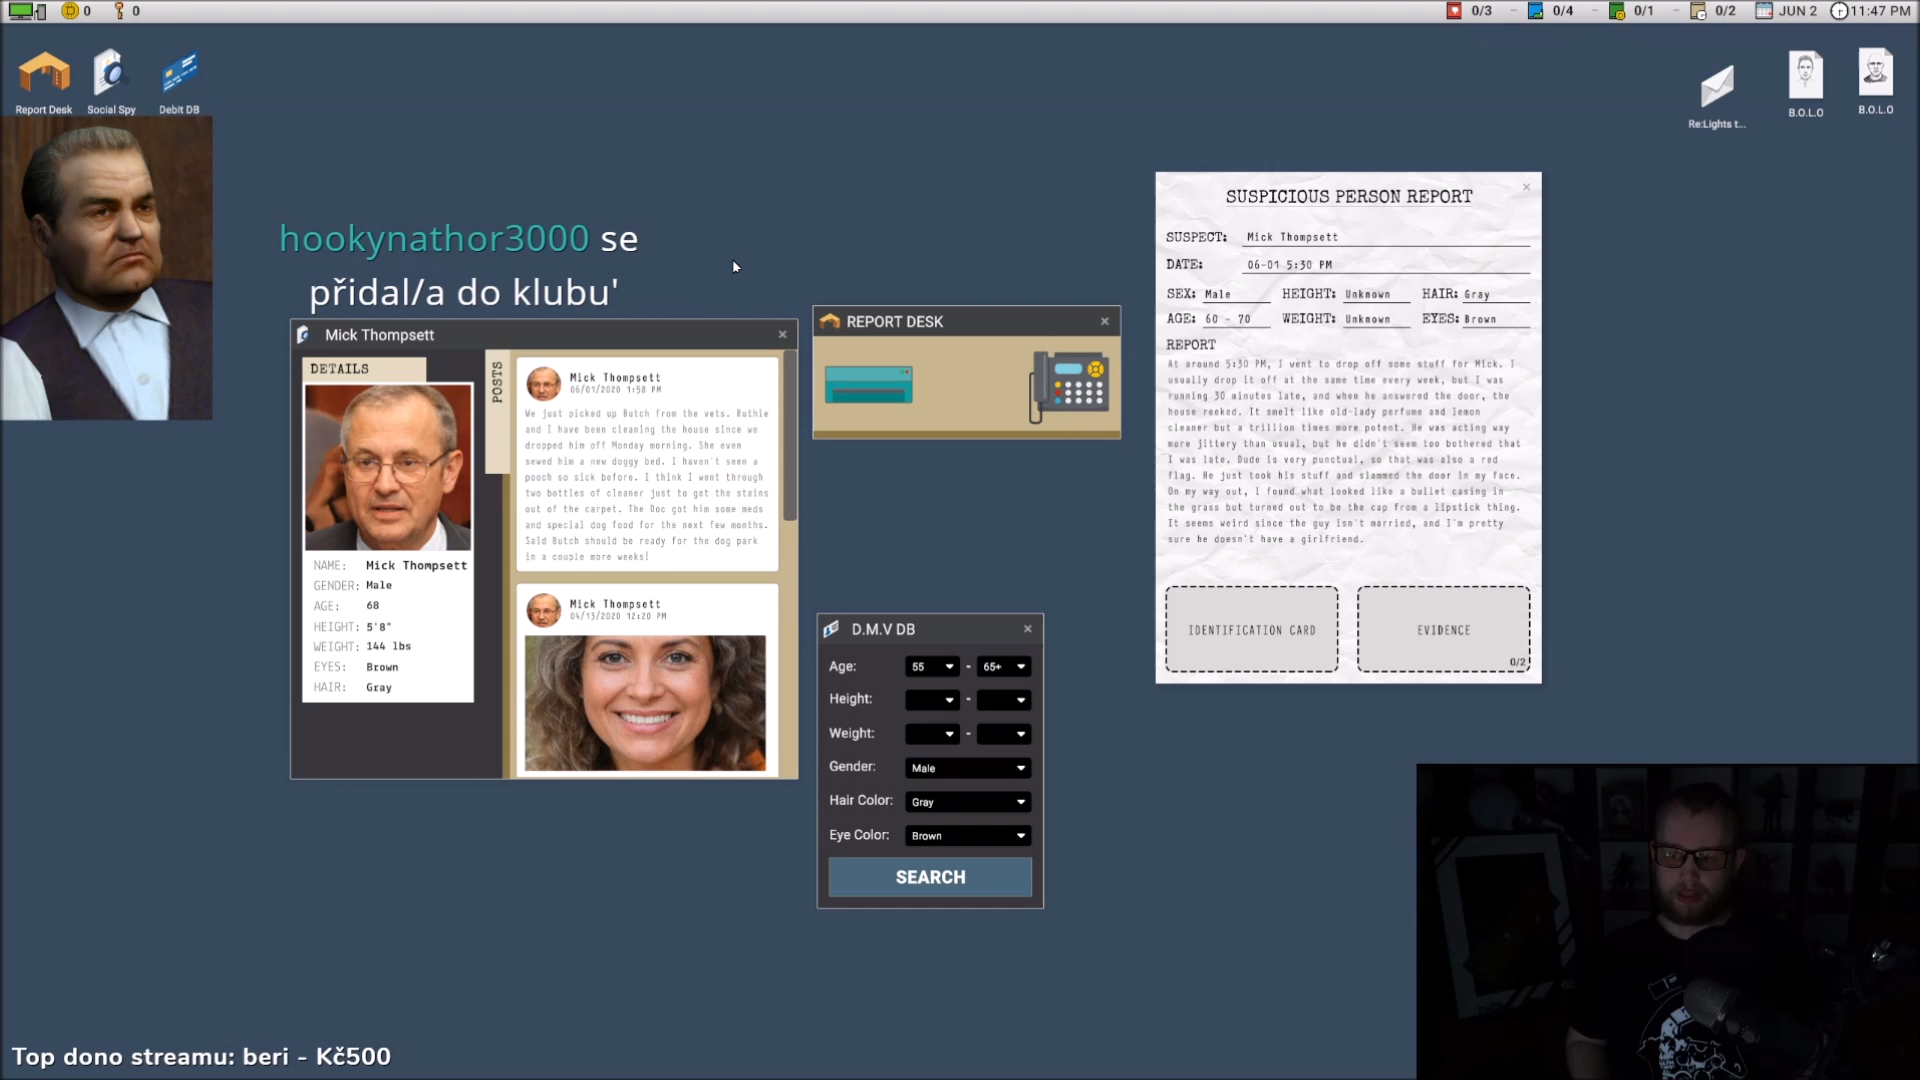 0
0
0/3
0/4
0/1
0/2
JUN 2
11:47 PM
Report Desk
Social Spy
Debit DB
Re:Lights t...
B.O.L.O
B.O.L.O
hookynathor3000 se
přidal/a do klubu'
Mick Thompsett
DETAILS
NAME: Mick Thompsett
GENDER: Male
AGE: 68
HEIGHT: 5'8"
WEIGHT: 144 lbs
EYES: Brown
HAIR: Gray
POSTS
Mick Thompsett
06/01/2020 1:58 PM
We just picked up Butch from the vets. Ruthie
and I have been cleaning the house since we
dropped him off Monday morning. She even
sewed him a new doggy bed. I haven't seen a
pooch so sick before. I think I went through
two bottles of cleaner just to get the stains
out of the carpet. The Doc got him some meds
and special dog food for the next few months.
Said Butch should be ready for the dog park
in a couple more weeks!
Mick Thompsett
04/13/2020 12:20 PM
REPORT DESK
D.M.V DB
Age: 55 - 65+
Height: -
Weight: -
Gender: Male
Hair Color: Gray
Eye Color: Brown
SEARCH
SUSPICIOUS PERSON REPORT
SUSPECT: Mick Thompsett
DATE: 06-01 5:30 PM
SEX: Male HEIGHT: Unknown HAIR: Gray
AGE: 60 - 70 WEIGHT: Unknown EYES: Brown
REPORT
At around 5:30 PM, I went to drop off some stuff for Mick. I
usually drop it off at the same time every week, but I was
running 30 minutes late, and when he answered the door, the
house reeked. It smelt like old-lady perfume and lemon
cleaner but a trillion times more potent. He was acting way
more jittery than usual, but he didn't seem too bothered that
I was late. Dude is very punctual, so that was also a red
flag. He just took his stuff and slammed the door in my face.
On my way out, I found what looked like a bullet casing in
the grass but turned out to be the cap from a lipstick thing.
It seems weird since the guy isn't married, and I'm pretty
sure he doesn't have a girlfriend.
IDENTIFICATION CARD
EVIDENCE
0/2
Top dono streamu: beri - Kč500